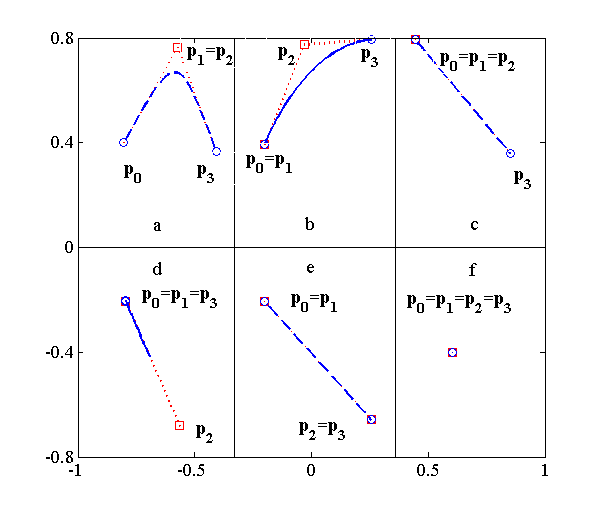 0.8
p1=p2
p2
p3
p0=p1=p2
0.4
p0
p3
p0=p1
p3
a
b
c
0
d
e
f
p0=p1=p3
p0=p1
p0=p1=p2=p3
-0.4
p2
p2=p3
-0.8
-1
-0.5
0
0.5
1